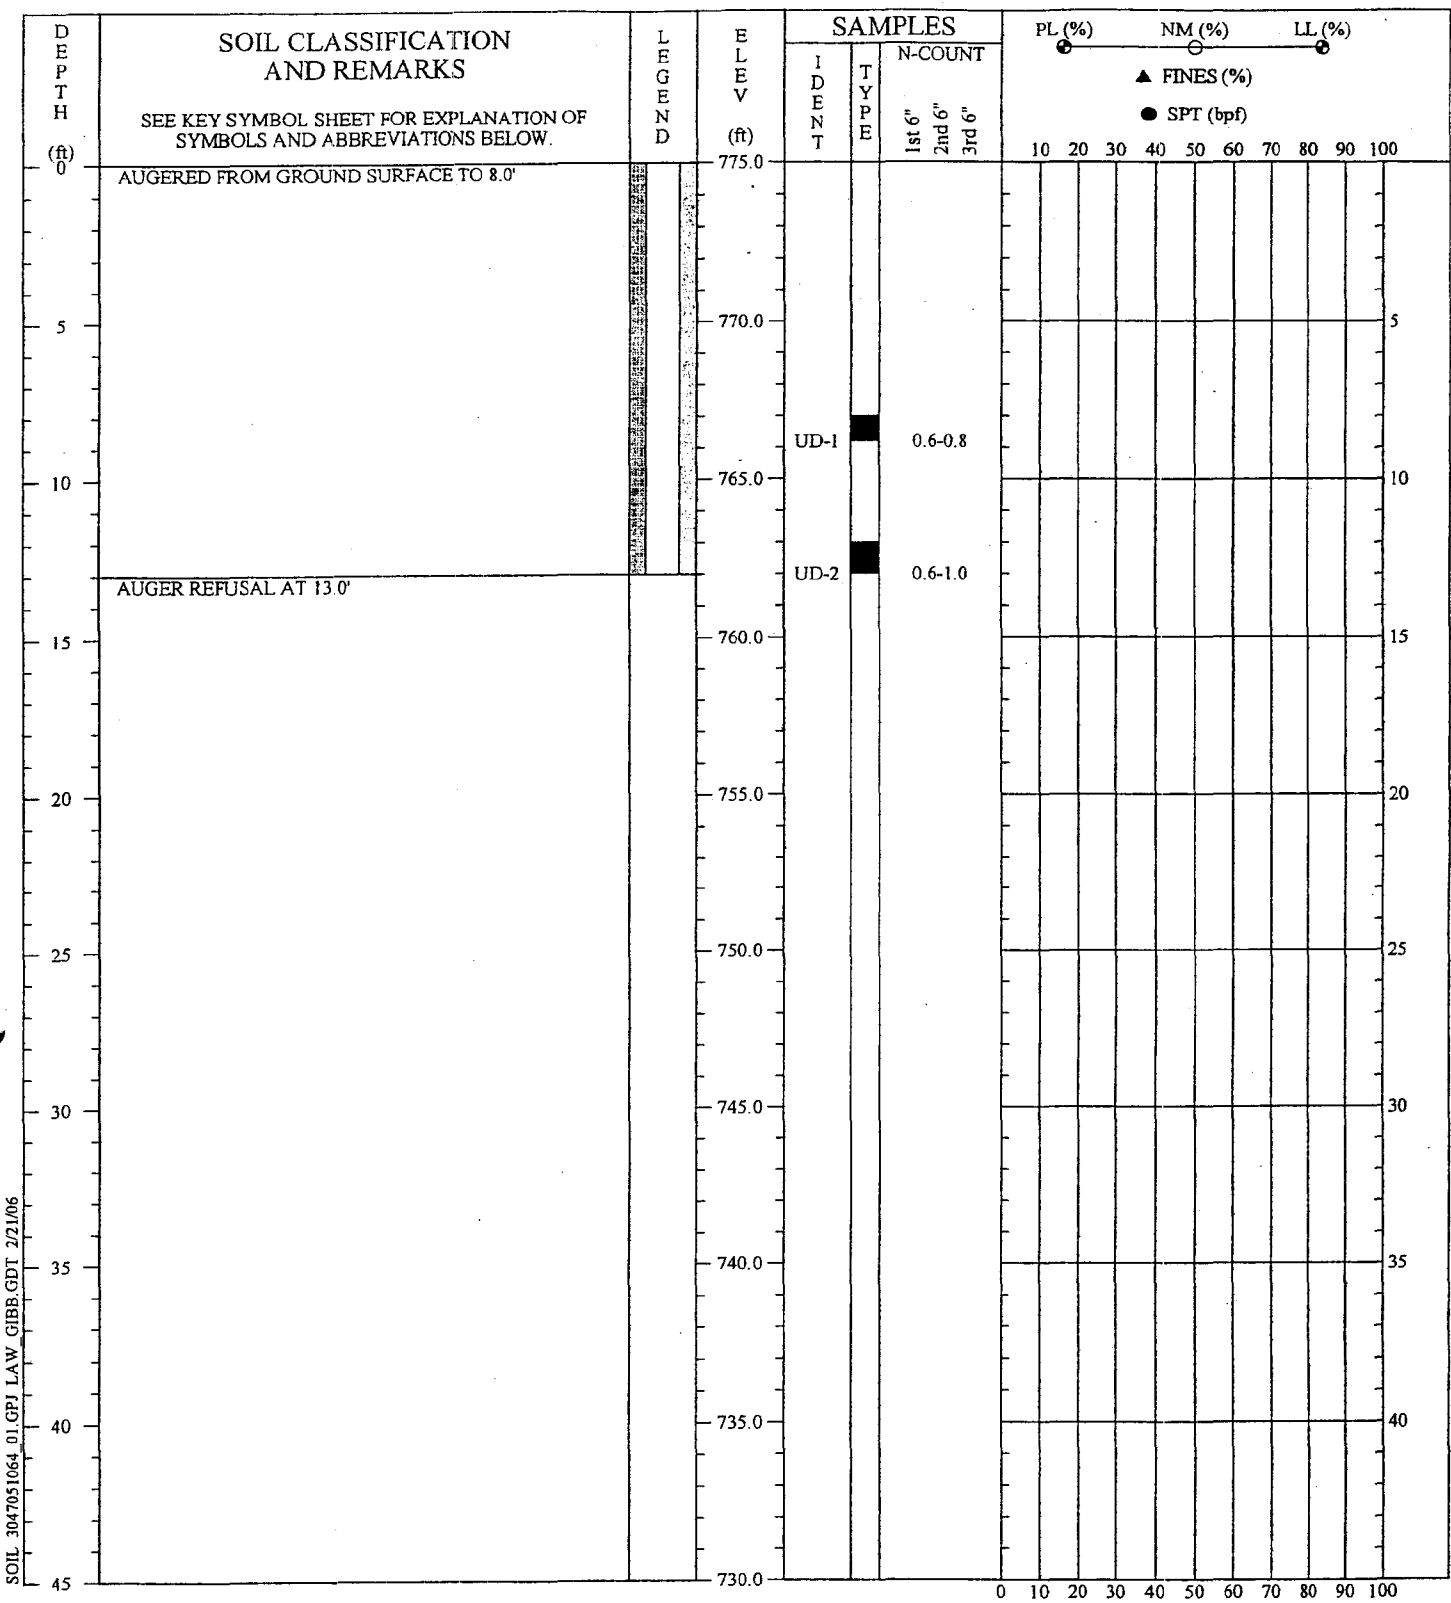 DEPTH
(ft)
SOIL CLASSIFICATION
AND REMARKS
SEE KEY SYMBOL SHEET FOR EXPLANATION OF
SYMBOLS AND ABBREVIATIONS BELOW.
LEGEND
ELEV
(ft)
SAMPLES
IDENT
TYPE
N-COUNT
1st 6"
2nd 6"
3rd 6"
PL (%) NM (%) LL (%)
▲ FINES (%)
● SPT (bpf)
10 20 30 40 50 60 70 80 90 100
0 775.0
AUGERED FROM GROUND SURFACE TO 8.0'
5 770.0 5
UD-1 0.6-0.8
10 765.0 10
UD-2 0.6-1.0
AUGER REFUSAL AT 13.0'
15 760.0 15
20 755.0 20
25 750.0 25
30 745.0 30
35 740.0 35
40 735.0 40
45 730.0
0 10 20 30 40 50 60 70 80 90 100
SOIL 3047051064_01.GPJ LAW_GIBB.GDT 2/21/06